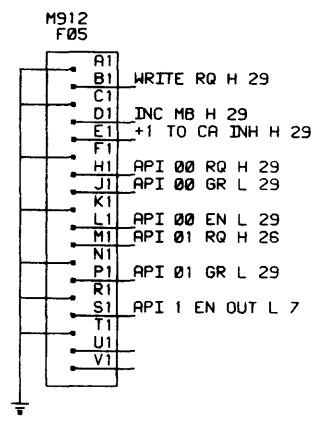 M912
F05
A1
B1 WRITE RQ H 29
C1
D1 INC MB H 29
E1 +1 TO CA INH H 29
F1
H1 API 00 RQ H 29
J1 API 00 GR L 29
K1
L1 API 00 EN L 29
M1 API 01 RQ H 26
N1
P1 API 01 GR L 29
R1
S1 API 1 EN OUT L 7
T1
U1
V1